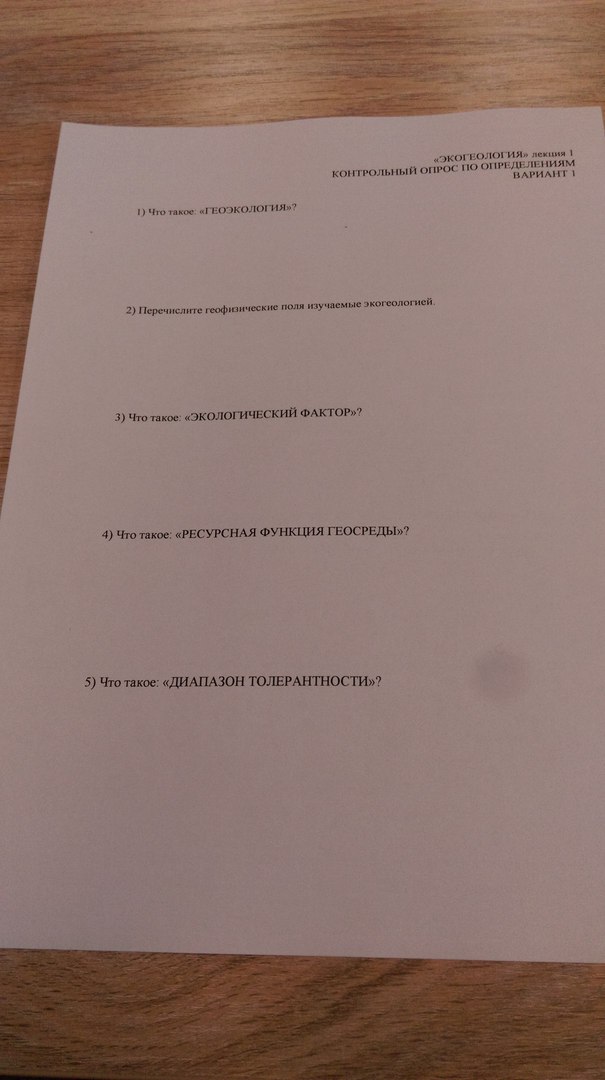 «ЭКОГЕОЛОГИЯ» лекция 1
КОНТРОЛЬНЫЙ ОПРОС ПО ОПРЕДЕЛЕНИЯМ
ВАРИАНТ 1
1) Что такое: «ГЕОЭКОЛОГИЯ»?
2) Перечислите геофизические поля изучаемые экогеологией.
3) Что такое: «ЭКОЛОГИЧЕСКИЙ ФАКТОР»?
4) Что такое: «РЕСУРСНАЯ ФУНКЦИЯ ГЕОСРЕДЫ»?
5) Что такое: «ДИАПАЗОН ТОЛЕРАНТНОСТИ»?